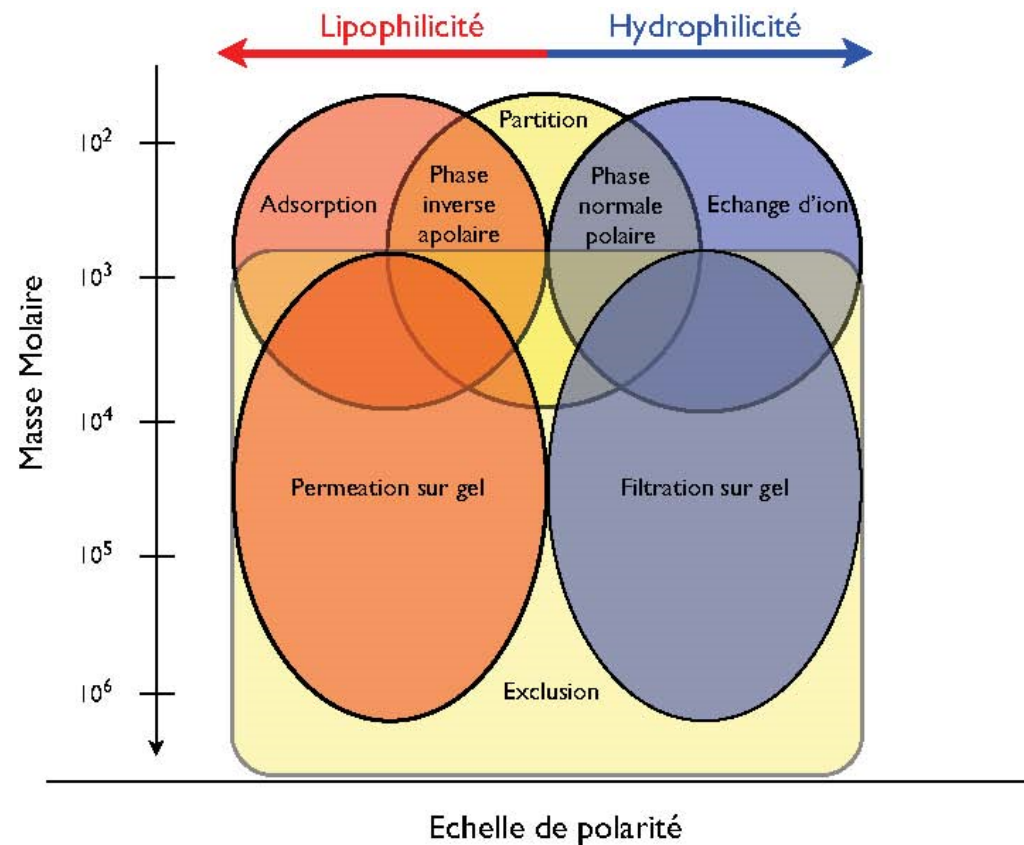 Lipophilicité
Hydrophilicité
Partition
Phase
inverse
apolaire
Phase
normale
polaire
Adsorption
Echange d'ion
Masse Molaire
10²
10³
10⁴
10⁵
10⁶
Permeation sur gel
Filtration sur gel
Exclusion
Echelle de polarité